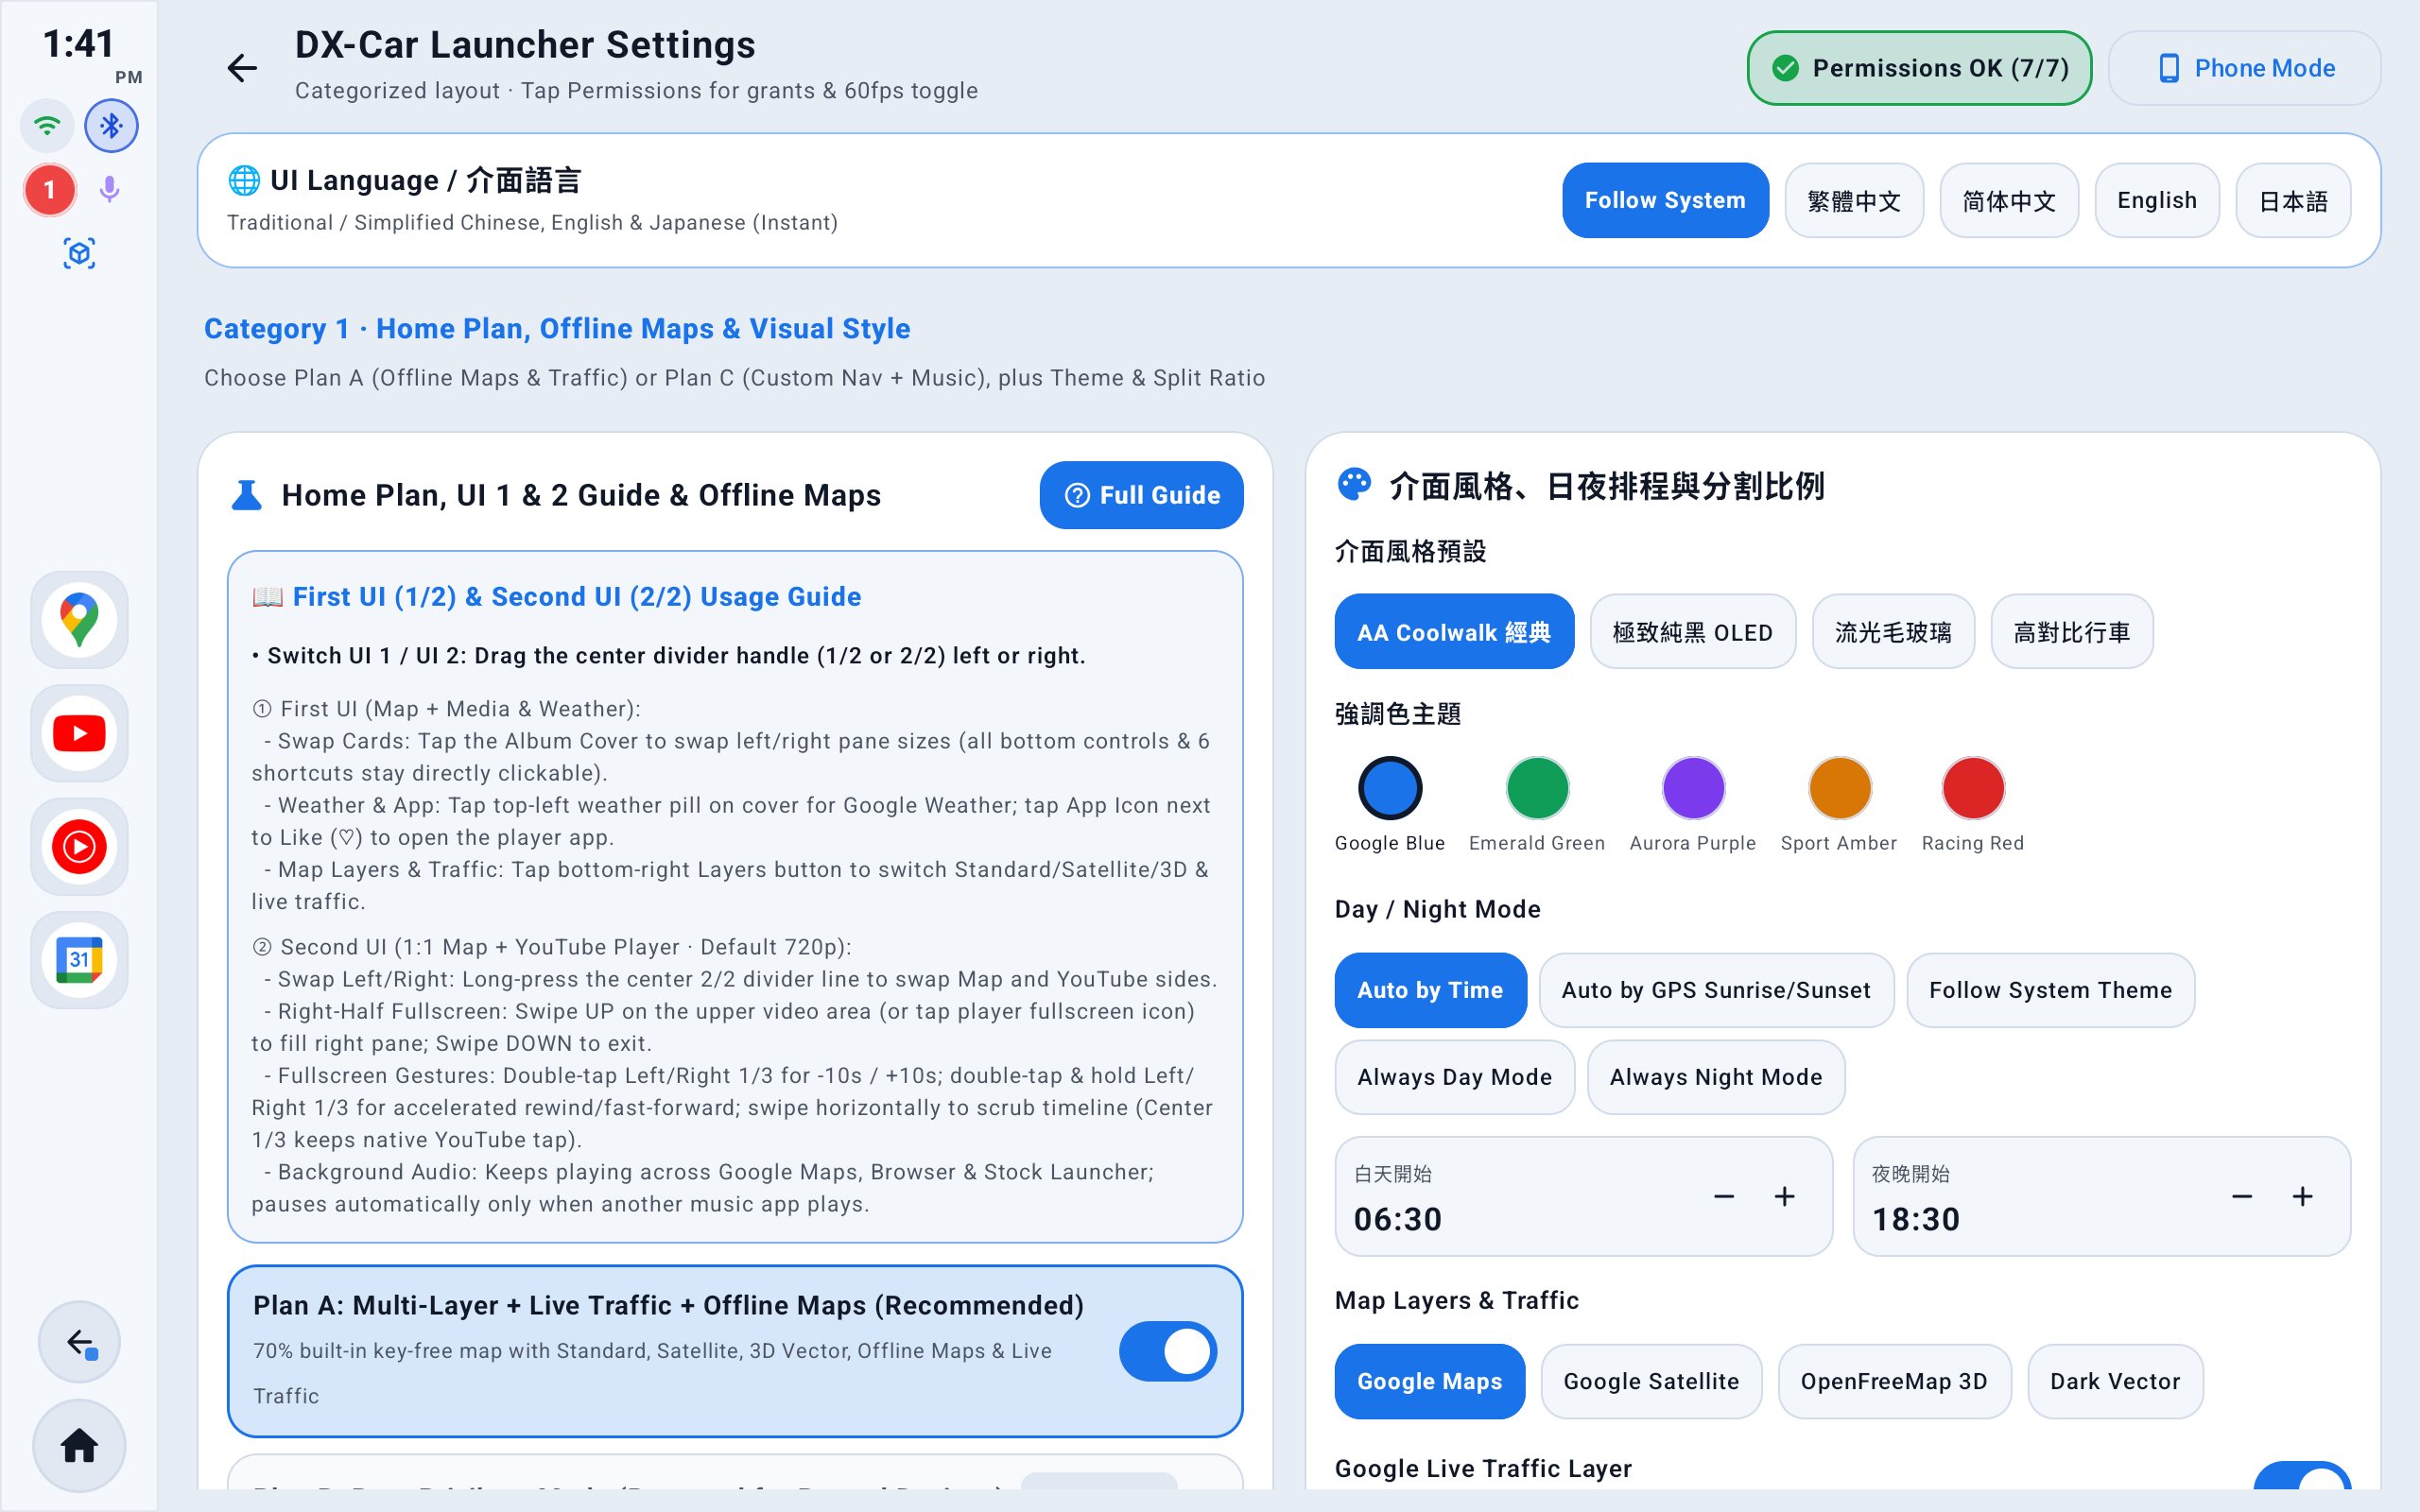 1:41
PM
1
31
DX-Car Launcher Settings
Categorized layout · Tap Permissions for grants & 60fps toggle
Permissions OK (7/7)
Phone Mode
UI Language / 介面語言
Traditional / Simplified Chinese, English & Japanese (Instant)
Follow System
繁體中文
简体中文
English
日本語
Category 1 · Home Plan, Offline Maps & Visual Style
Choose Plan A (Offline Maps & Traffic) or Plan C (Custom Nav + Music), plus Theme & Split Ratio
Home Plan, UI 1 & 2 Guide & Offline Maps
Full Guide
First UI (1/2) & Second UI (2/2) Usage Guide
• Switch UI 1 / UI 2: Drag the center divider handle (1/2 or 2/2) left or right.
① First UI (Map + Media & Weather):
- Swap Cards: Tap the Album Cover to swap left/right pane sizes (all bottom controls & 6
shortcuts stay directly clickable).
- Weather & App: Tap top-left weather pill on cover for Google Weather; tap App Icon next
to Like (♡) to open the player app.
- Map Layers & Traffic: Tap bottom-right Layers button to switch Standard/Satellite/3D &
live traffic.
② Second UI (1:1 Map + YouTube Player · Default 720p):
- Swap Left/Right: Long-press the center 2/2 divider line to swap Map and YouTube sides.
- Right-Half Fullscreen: Swipe UP on the upper video area (or tap player fullscreen icon)
to fill right pane; Swipe DOWN to exit.
- Fullscreen Gestures: Double-tap Left/Right 1/3 for -10s / +10s; double-tap & hold Left/
Right 1/3 for accelerated rewind/fast-forward; swipe horizontally to scrub timeline (Center
1/3 keeps native YouTube tap).
- Background Audio: Keeps playing across Google Maps, Browser & Stock Launcher;
pauses automatically only when another music app plays.
Plan A: Multi-Layer + Live Traffic + Offline Maps (Recommended)
70% built-in key-free map with Standard, Satellite, 3D Vector, Offline Maps & Live
Traffic
介面風格、日夜排程與分割比例
介面風格預設
AA Coolwalk 經典
極致純黑 OLED
流光毛玻璃
高對比行車
強調色主題
Google Blue
Emerald Green
Aurora Purple
Sport Amber
Racing Red
Day / Night Mode
Auto by Time
Auto by GPS Sunrise/Sunset
Follow System Theme
Always Day Mode
Always Night Mode
白天開始
06:30
夜晚開始
18:30
Map Layers & Traffic
Google Maps
Google Satellite
OpenFreeMap 3D
Dark Vector
Google Live Traffic Layer